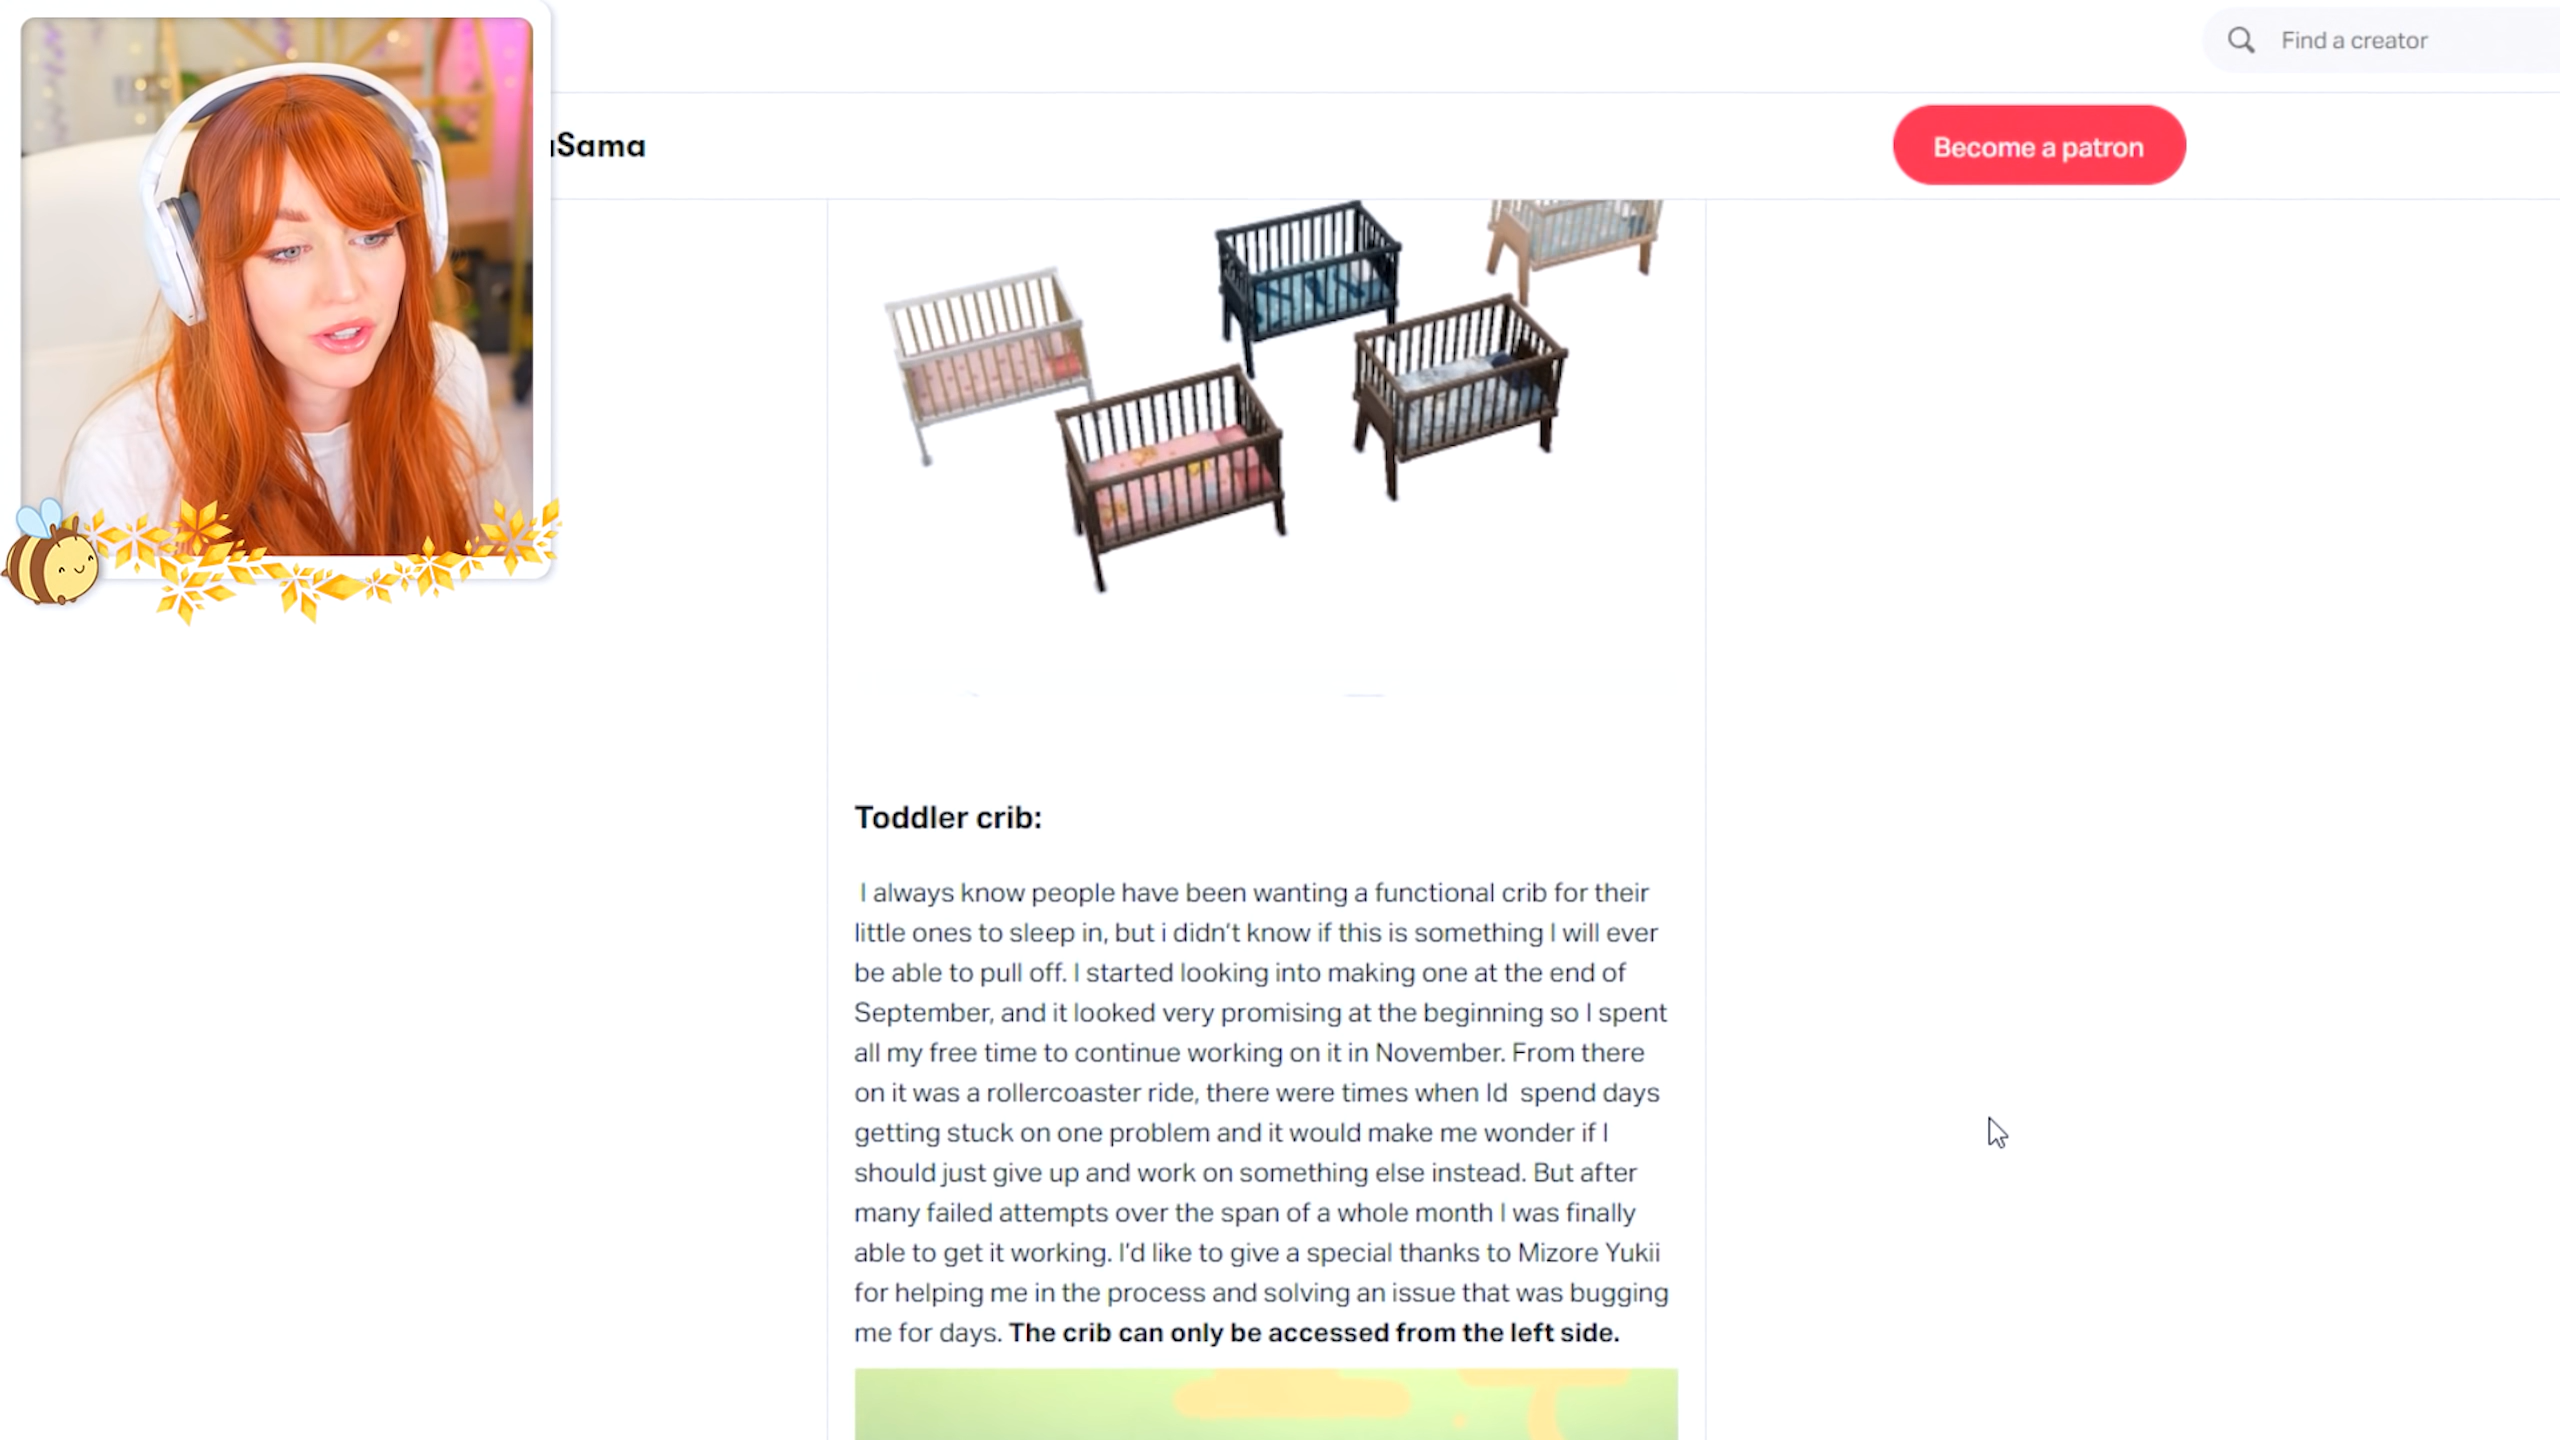 Find a creator
Sama
Become a patron
Toddler crib:
I always know people have been wanting a functional crib for their
little ones to sleep in, but i didn't know if this is something I will ever
be able to pull off. I started looking into making one at the end of
September, and it looked very promising at the beginning so I spent
all my free time to continue working on it in November. From there
on it was a rollercoaster ride, there were times when Id  spend days
getting stuck on one problem and it would make me wonder if I
should just give up and work on something else instead. But after
many failed attempts over the span of a whole month I was finally
able to get it working. I'd like to give a special thanks to Mizore Yukii
for helping me in the process and solving an issue that was bugging
me for days. The crib can only be accessed from the left side.